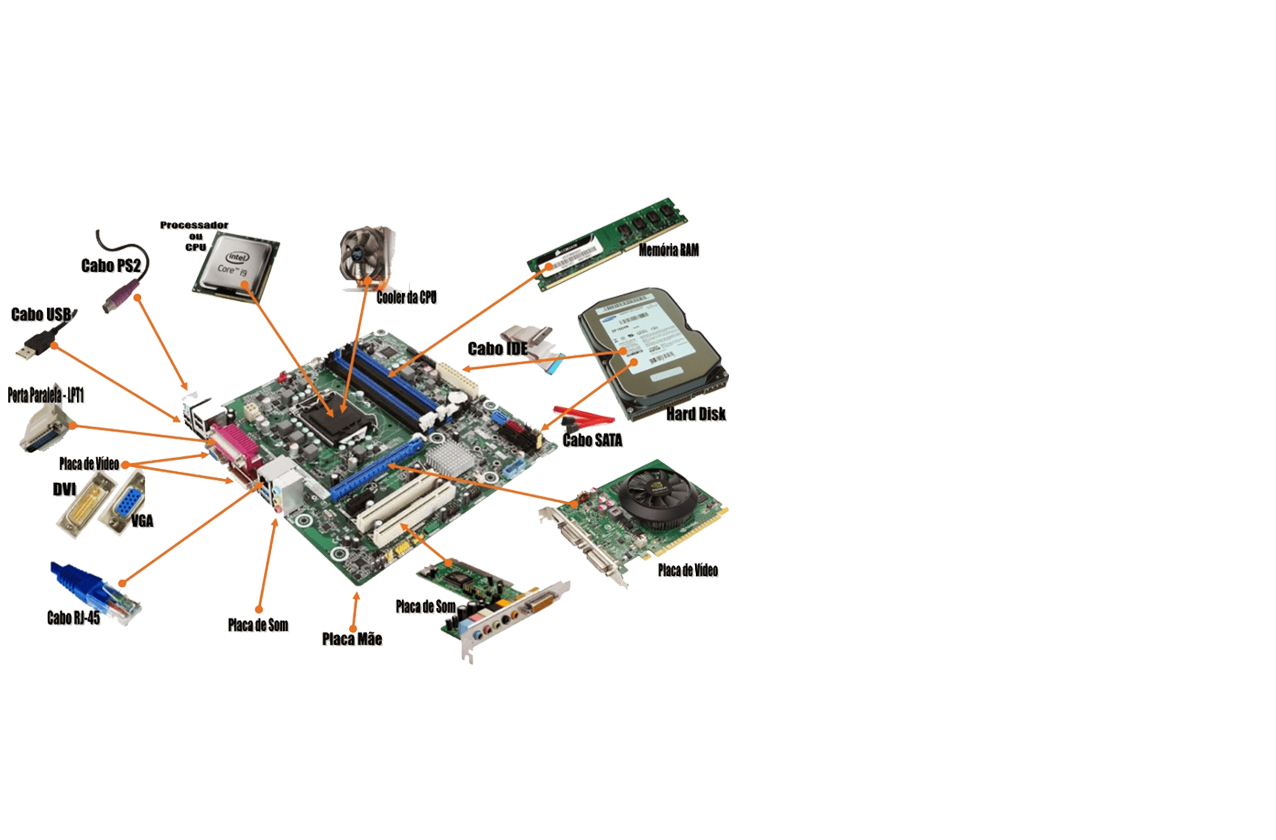 Processador
ou
CPU
intel
Core™ i9
Cabo PS2
Cooler da CPU
Memória RAM
Cabo USB
Cabo IDE
Hard Disk
Porta Paralela - LPT1
Cabo SATA
Placa de Vídeo
DVI
VGA
Placa de Vídeo
Cabo RJ-45
Placa de Som
Placa Mãe
Placa de Som